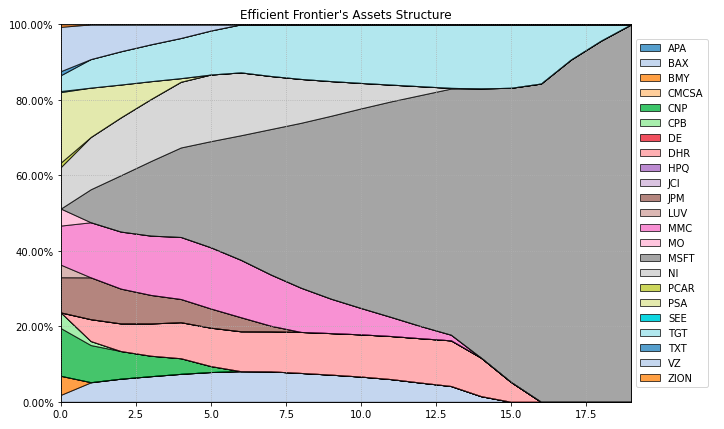 Efficient Frontier's Assets Structure
100.00%
80.00%
60.00%
40.00%
20.00%
0.00%
0.0
2.5
5.0
7.5
10.0
12.5
15.0
17.5
APA
BAX
BMY
CMCSA
CNP
CPB
DE
DHR
HPQ
JCI
JPM
LUV
MMC
MO
MSFT
NI
PCAR
PSA
SEE
TGT
TXT
VZ
ZION